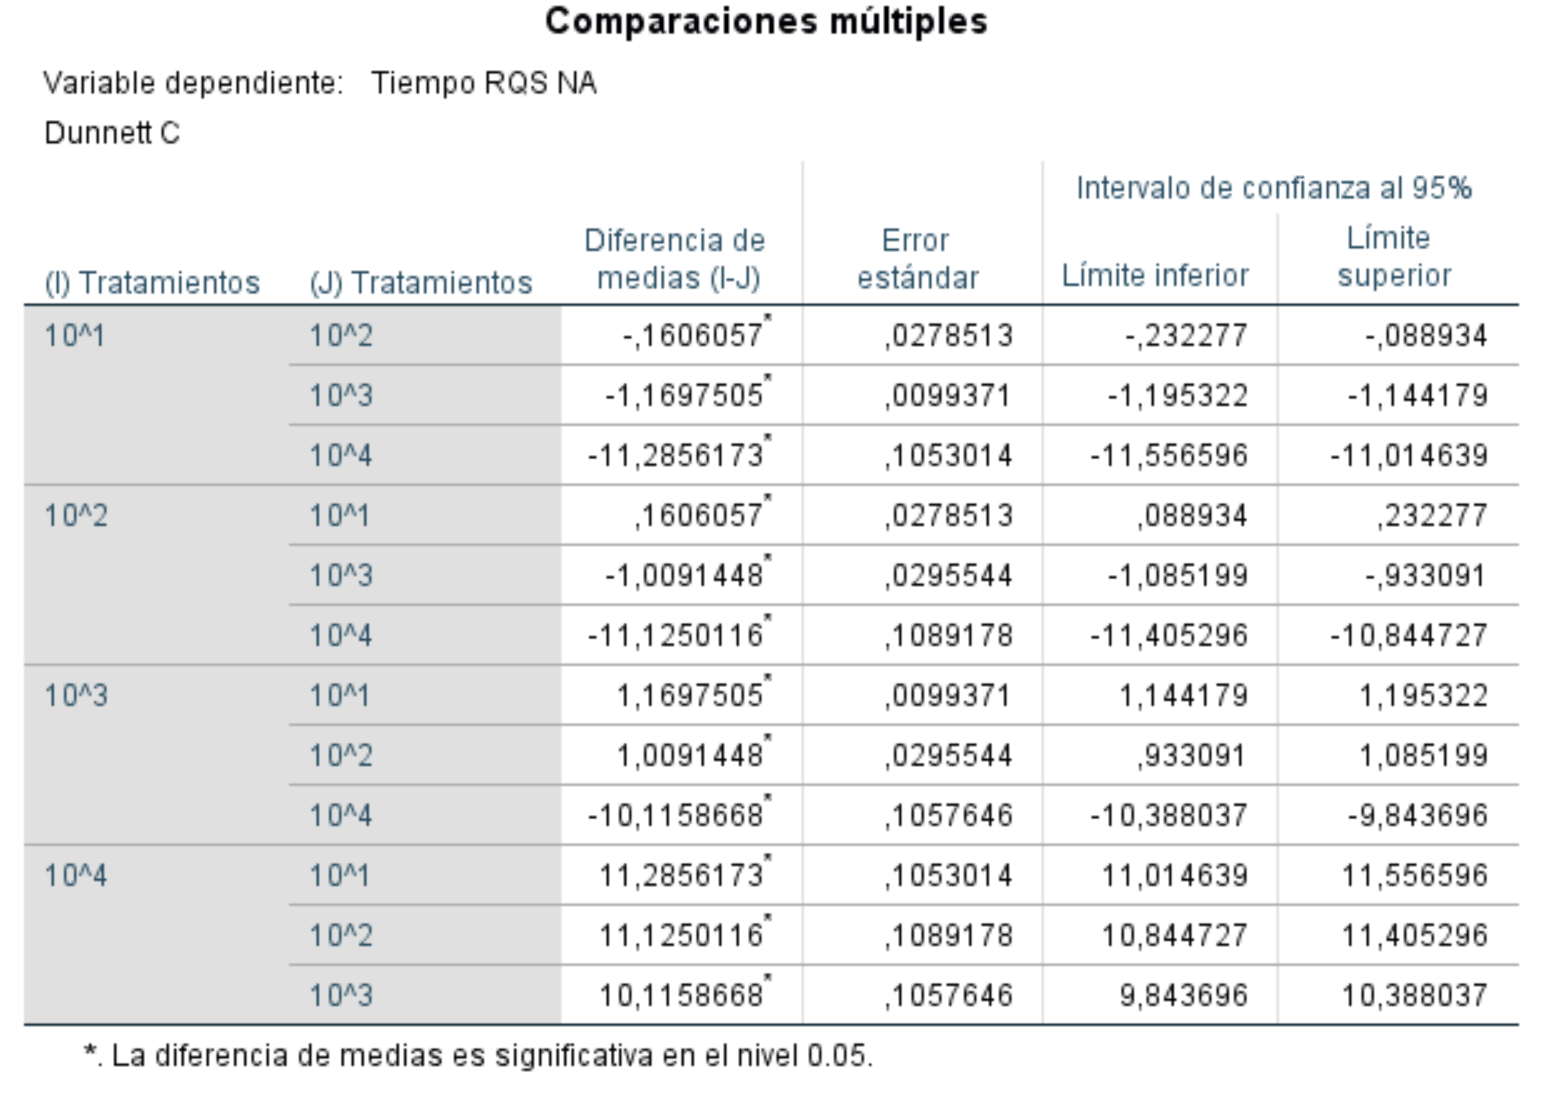 Comparaciones múltiples
Variable dependiente: Tiempo RQS NA
Dunnett C
(I) Tratamientos (J) Tratamientos Diferencia de medias (I-J) Error estándar Intervalo de confianza al 95%
Límite inferior Límite superior
10^1 10^2 -,1606057* ,0278513 -,232277 -,088934
10^3 -1,1697505* ,0099371 -1,195322 -1,144179
10^4 -11,2856173* ,1053014 -11,556596 -11,014639
10^2 10^1 ,1606057* ,0278513 ,088934 ,232277
10^3 -1,0091448* ,0295544 -1,085199 -,933091
10^4 -11,1250116* ,1089178 -11,405296 -10,844727
10^3 10^1 1,1697505* ,0099371 1,144179 1,195322
10^2 1,0091448* ,0295544 ,933091 1,085199
10^4 -10,1158668* ,1057646 -10,388037 -9,843696
10^4 10^1 11,2856173* ,1053014 11,014639 11,556596
10^2 11,1250116* ,1089178 10,844727 11,405296
10^3 10,1158668* ,1057646 9,843696 10,388037
*. La diferencia de medias es significativa en el nivel 0.05.